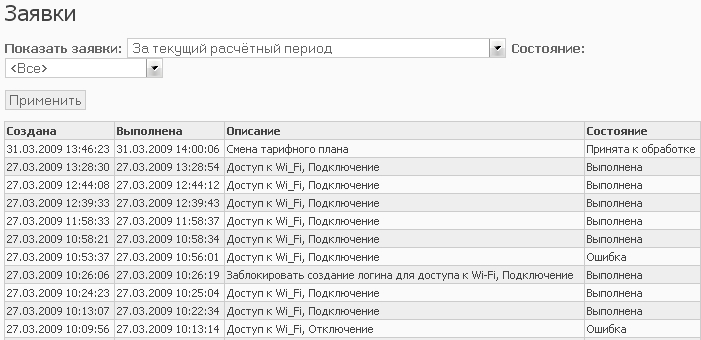 Заявки
Показать заявки: За текущий расчётный период Состояние:
<Все>
Применить
Создана Выполнена Описание Состояние
31.03.2009 13:46:23 31.03.2009 14:00:06 Смена тарифного плана Принята к обработке
27.03.2009 13:28:30 27.03.2009 13:28:54 Доступ к Wi_Fi, Подключение Выполнена
27.03.2009 12:44:08 27.03.2009 12:44:12 Доступ к Wi_Fi, Подключение Выполнена
27.03.2009 12:39:33 27.03.2009 12:39:43 Доступ к Wi_Fi, Подключение Выполнена
27.03.2009 11:58:33 27.03.2009 11:58:37 Доступ к Wi_Fi, Подключение Выполнена
27.03.2009 10:58:21 27.03.2009 10:58:34 Доступ к Wi_Fi, Подключение Выполнена
27.03.2009 10:53:37 27.03.2009 10:56:01 Доступ к Wi_Fi, Подключение Ошибка
27.03.2009 10:26:06 27.03.2009 10:26:19 Заблокировать создание логина для доступа к Wi-Fi, Подключение Выполнена
27.03.2009 10:24:23 27.03.2009 10:25:04 Доступ к Wi_Fi, Подключение Выполнена
27.03.2009 10:13:07 27.03.2009 10:22:34 Доступ к Wi_Fi, Подключение Выполнена
27.03.2009 10:09:56 27.03.2009 10:13:14 Доступ к Wi_Fi, Отключение Ошибка